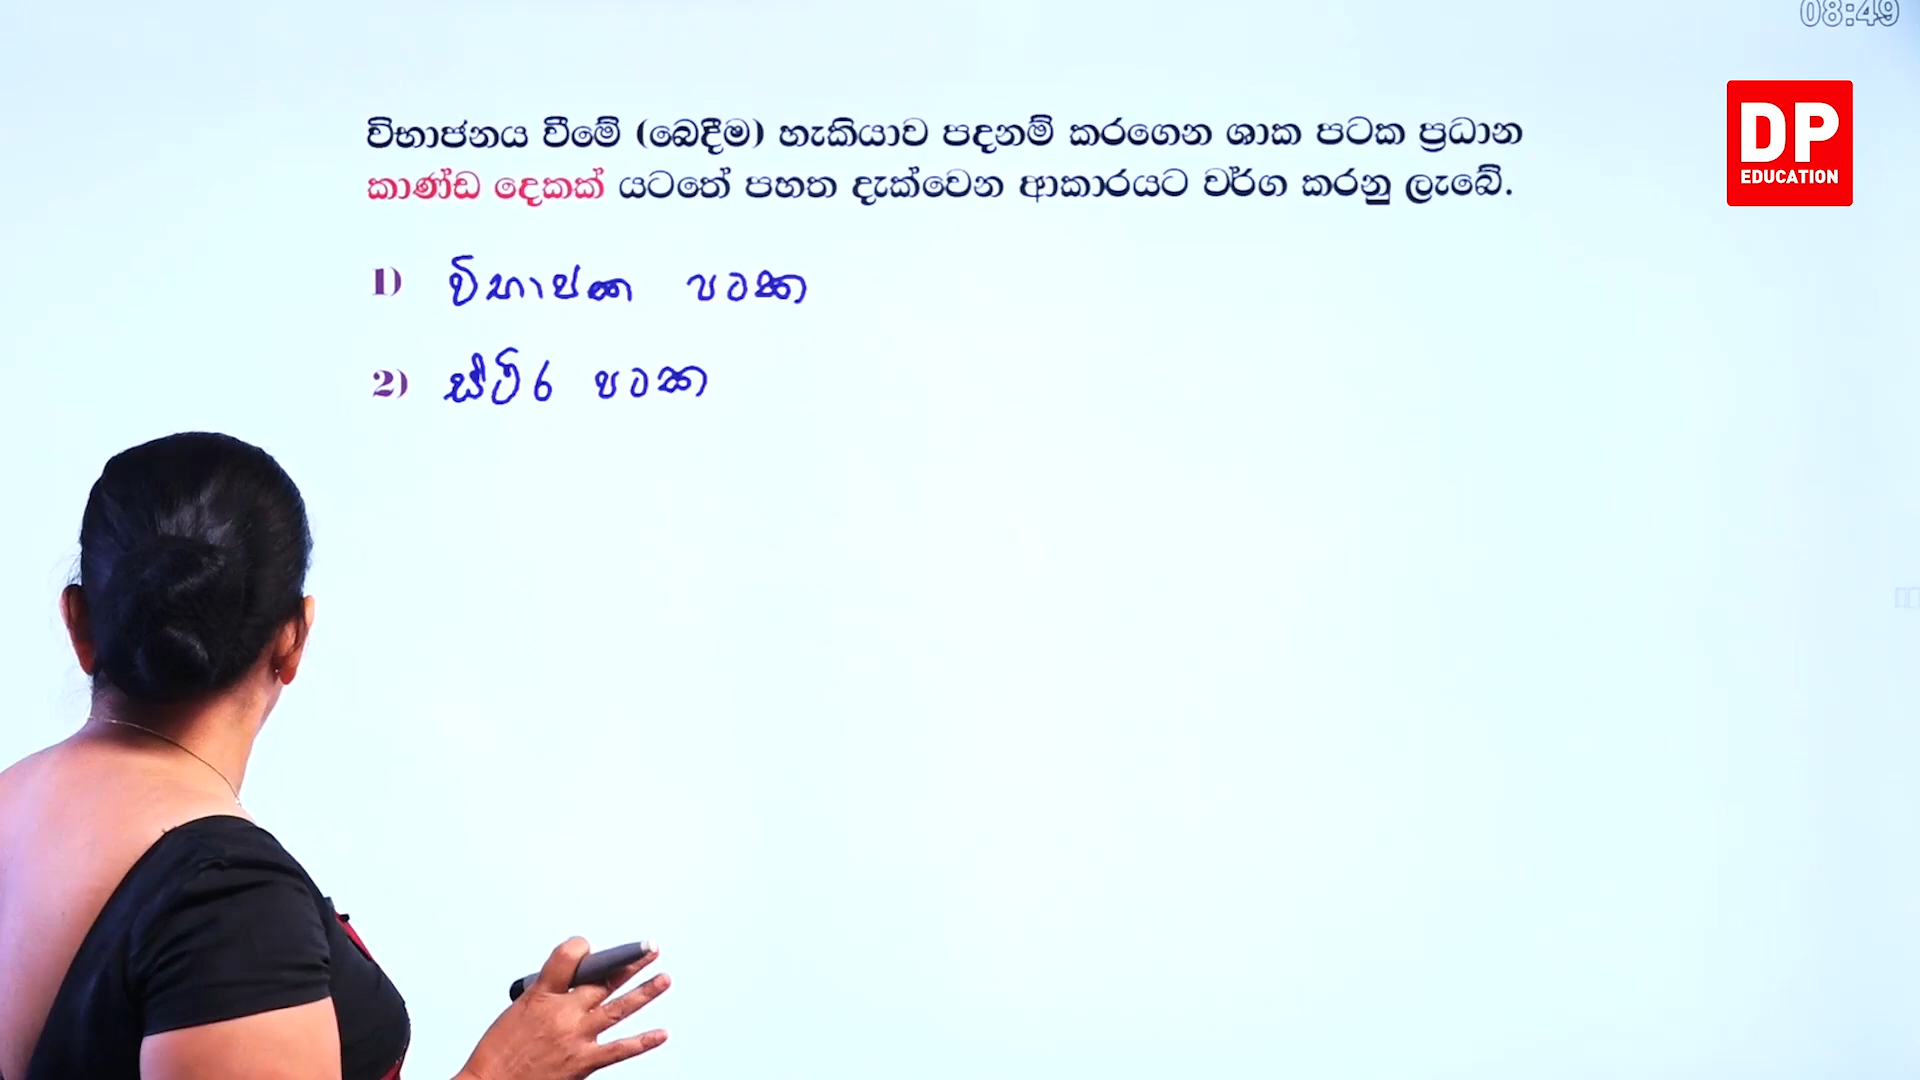 08:49
DP
EDUCATION
විභාජනය වීමේ (බෙදීම) හැකියාව පදනම් කරගෙන ශාක පටක ප්‍රධාන
කාණ්ඩ දෙකක් යටතේ පහත දැක්වෙන ආකාරයට වර්ග කරනු ලැබේ.
1) විභාජක පටක
2) ස්ථිර පටක